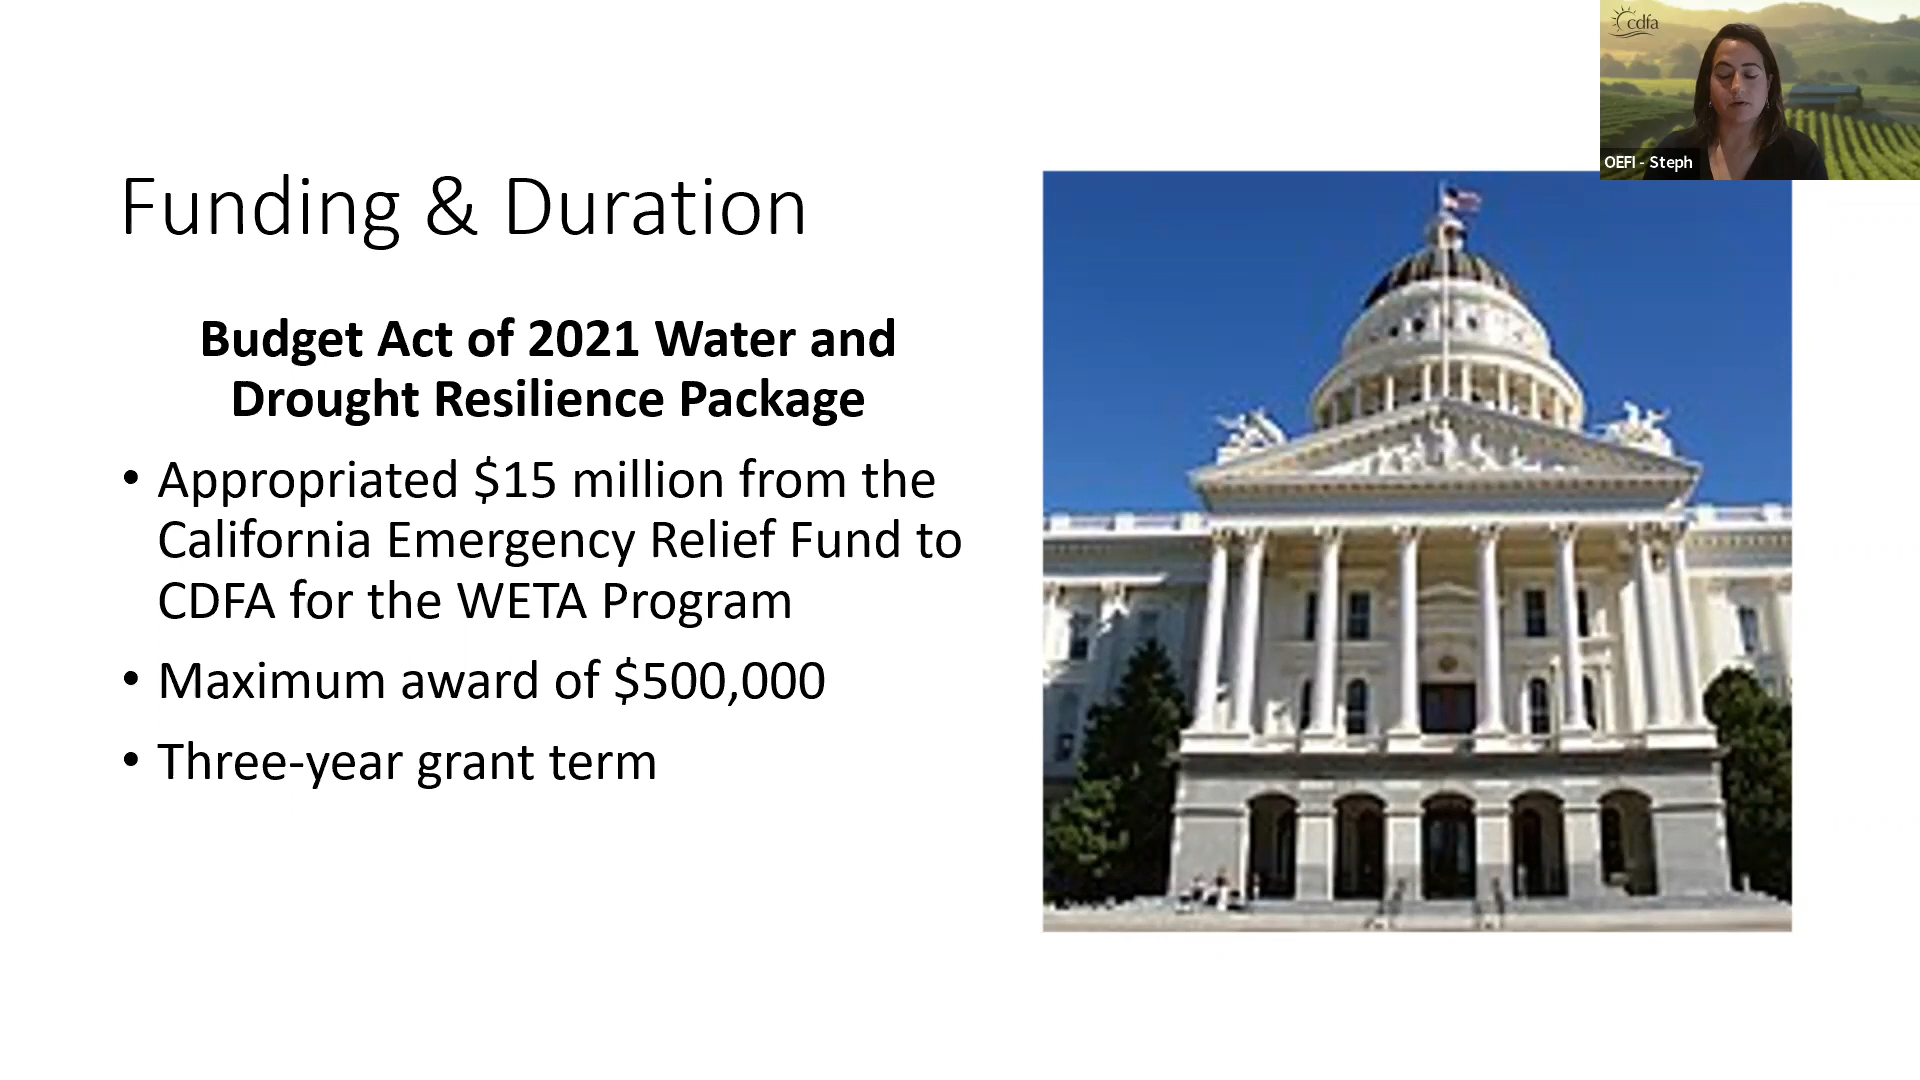 cdfa
OEFI - Steph
Funding & Duration
Budget Act of 2021 Water and
Drought Resilience Package
• Appropriated $15 million from the
California Emergency Relief Fund to
CDFA for the WETA Program
• Maximum award of $500,000
• Three-year grant term